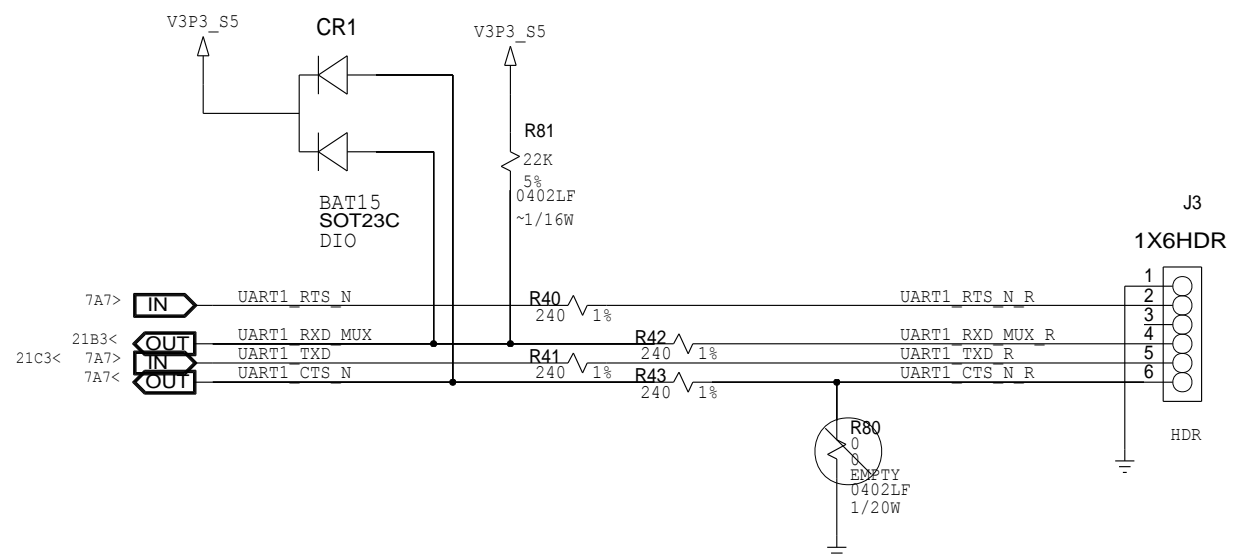 V3P3_S5
CR1
V3P3_S5
R81
22K
5%
0402LF
~1/16W
BAT15
SOT23C
DIO
J3
1X6HDR
1
7A7> IN UART1_RTS_N R40 240 1% UART1_RTS_N_R 2
3
21B3< OUT UART1_RXD_MUX R42 240 1% UART1_RXD_MUX_R 4
21C3< 7A7> IN UART1_TXD R41 240 1% UART1_TXD_R 5
7A7< OUT UART1_CTS_N R43 240 1% UART1_CTS_N_R 6
HDR
R80
0
0
EMPTY
0402LF
1/20W